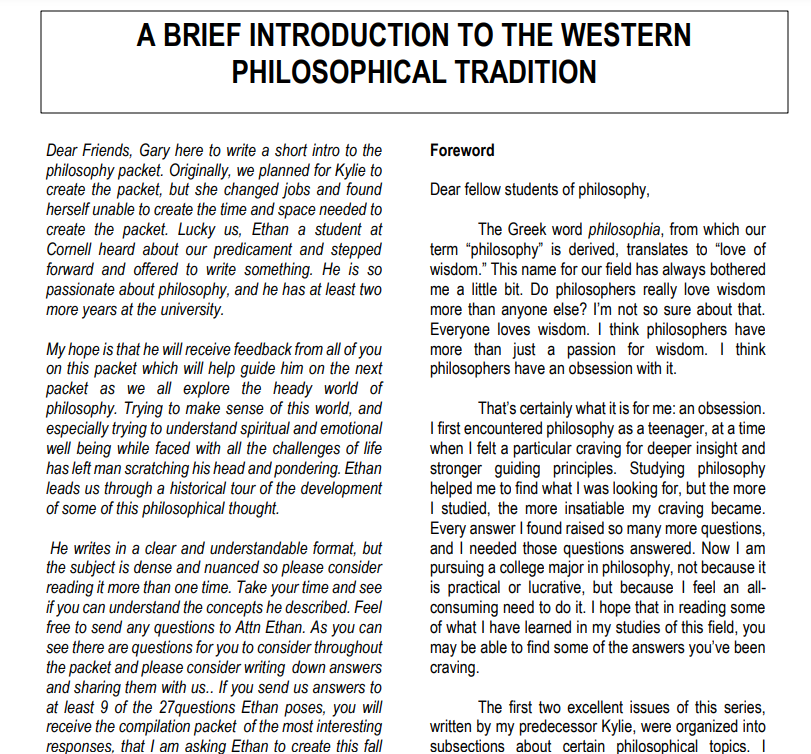 A BRIEF INTRODUCTION TO THE WESTERN
PHILOSOPHICAL TRADITION
Dear Friends, Gary here to write a short intro to the
philosophy packet. Originally, we planned for Kylie to
create the packet, but she changed jobs and found
herself unable to create the time and space needed to
create the packet. Lucky us, Ethan a student at
Cornell heard about our predicament and stepped
forward and offered to write something. He is so
passionate about philosophy, and he has at least two
more years at the university.
My hope is that he will receive feedback from all of you
on this packet which will help guide him on the next
packet as we all explore the heady world of
philosophy. Trying to make sense of this world, and
especially trying to understand spiritual and emotional
well being while faced with all the challenges of life
has left man scratching his head and pondering. Ethan
leads us through a historical tour of the development
of some of this philosophical thought.
He writes in a clear and understandable format, but
the subject is dense and nuanced so please consider
reading it more than one time. Take your time and see
if you can understand the concepts he described. Feel
free to send any questions to Attn Ethan. As you can
see there are questions for you to consider throughout
the packet and please consider writing down answers
and sharing them with us.. If you send us answers to
at least 9 of the 27questions Ethan poses, you will
receive the compilation packet of the most interesting
responses, that I am asking Ethan to create this fall
Foreword
Dear fellow students of philosophy,
The Greek word philosophia, from which our
term “philosophy” is derived, translates to “love of
wisdom.” This name for our field has always bothered
me a little bit. Do philosophers really love wisdom
more than anyone else? I’m not so sure about that.
Everyone loves wisdom. I think philosophers have
more than just a passion for wisdom. I think
philosophers have an obsession with it.
That’s certainly what it is for me: an obsession.
I first encountered philosophy as a teenager, at a time
when I felt a particular craving for deeper insight and
stronger guiding principles. Studying philosophy
helped me to find what I was looking for, but the more
I studied, the more insatiable my craving became.
Every answer I found raised so many more questions,
and I needed those questions answered. Now I am
pursuing a college major in philosophy, not because it
is practical or lucrative, but because I feel an all-
consuming need to do it. I hope that in reading some
of what I have learned in my studies of this field, you
may be able to find some of the answers you’ve been
craving.
The first two excellent issues of this series,
written by my predecessor Kylie, were organized into
subsections about certain philosophical topics. I